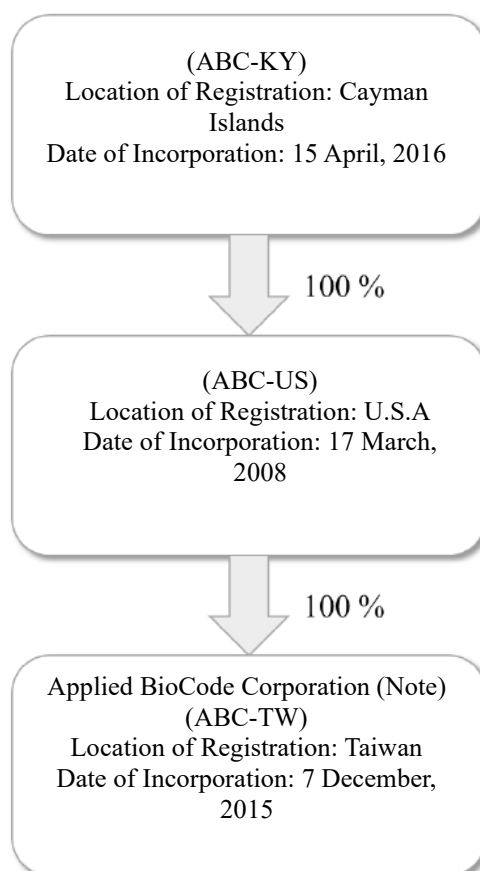 (ABC-KY)
Location of Registration: Cayman
Islands
Date of Incorporation: 15 April, 2016
100 %
(ABC-US)
Location of Registration: U.S.A
Date of Incorporation: 17 March,
2008
100 %
Applied BioCode Corporation (Note)
(ABC-TW)
Location of Registration: Taiwan
Date of Incorporation: 7 December,
2015